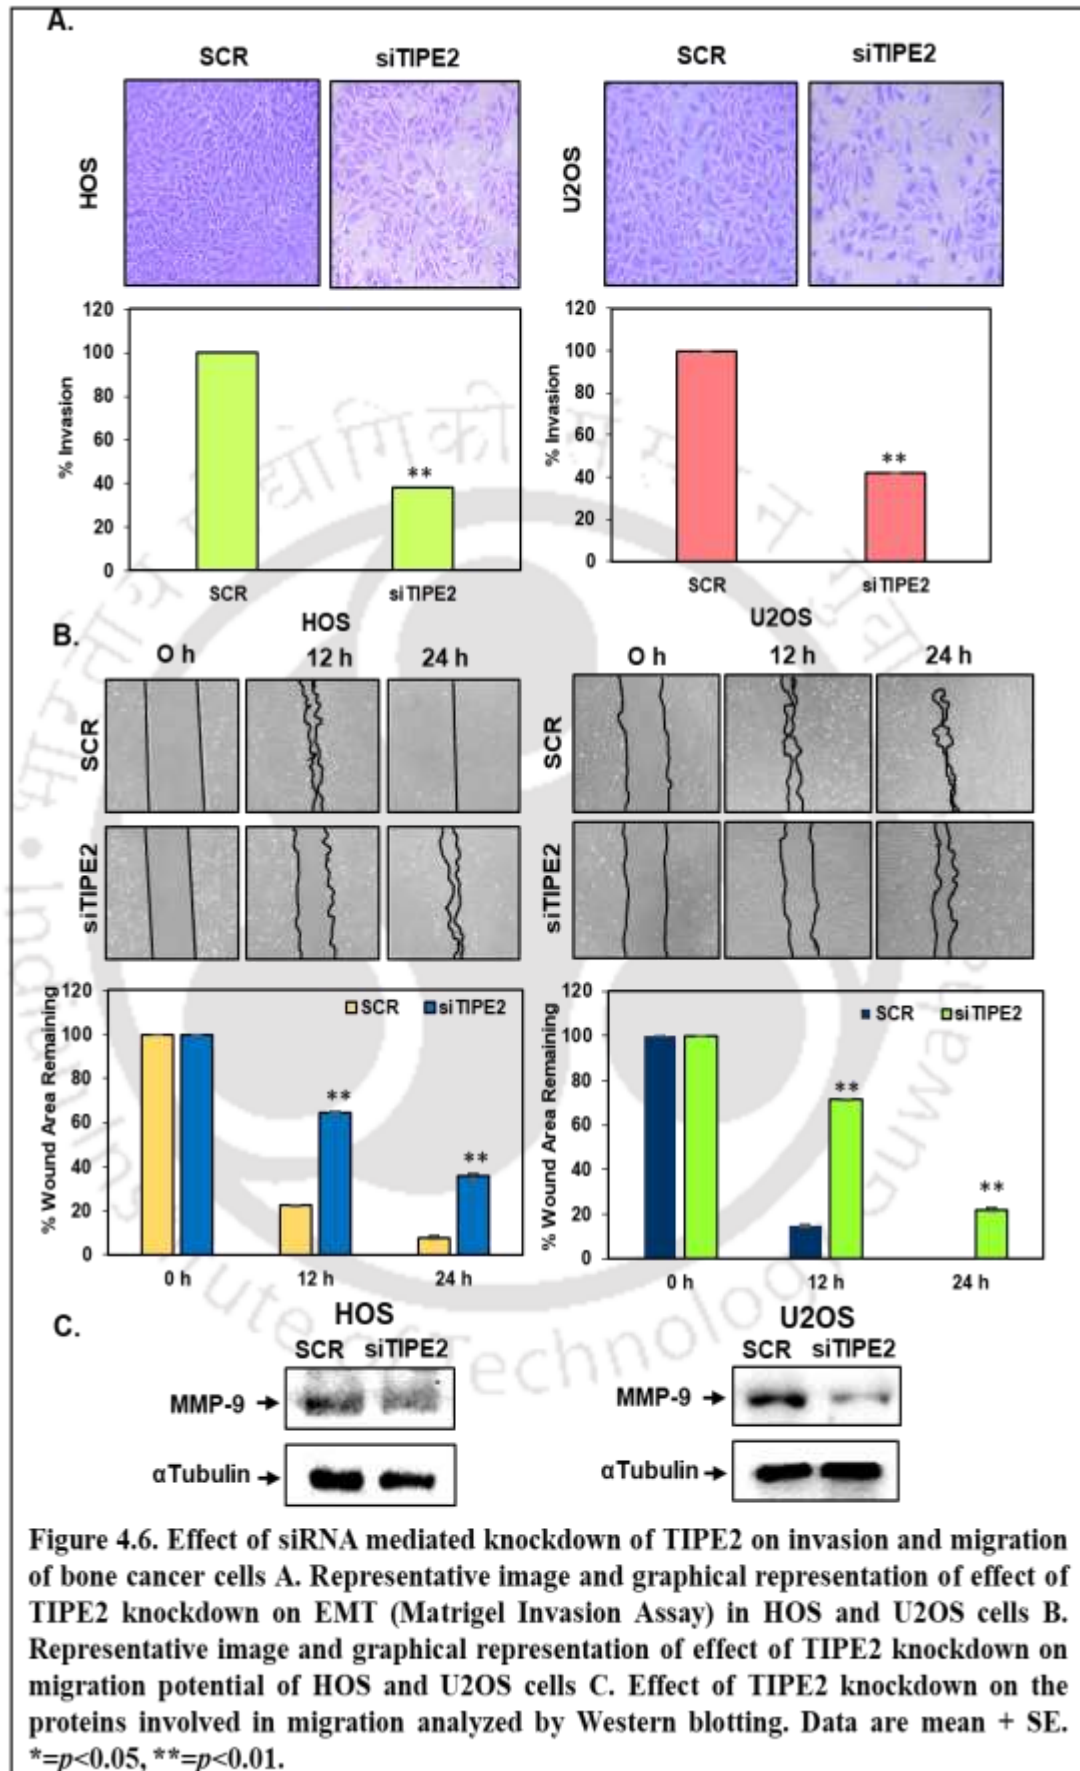 A.
SCR siTIPE2 SCR siTIPE2
HOS U2OS
120
100
80
60
40
20
0
% Invasion
**
SCR siTIPE2
120
100
80
60
40
20
0
% Invasion
**
SCR siTIPE2
B.
HOS
O h 12 h 24 h
SCR
siTIPE2
U2OS
O h 12 h 24 h
SCR
siTIPE2
120
100
80
60
40
20
0
% Wound Area Remaining
SCR siTIPE2
**
**
0 h 12 h 24 h
120
100
80
60
40
20
0
% Wound Area Remaining
SCR siTIPE2
**
**
0 h 12 h 24 h
C.
HOS
SCR siTIPE2
MMP-9
αTubulin
U2OS
SCR siTIPE2
MMP-9
αTubulin
Figure 4.6. Effect of siRNA mediated knockdown of TIPE2 on invasion and migration
of bone cancer cells A. Representative image and graphical representation of effect of
TIPE2 knockdown on EMT (Matrigel Invasion Assay) in HOS and U2OS cells B.
Representative image and graphical representation of effect of TIPE2 knockdown on
migration potential of HOS and U2OS cells C. Effect of TIPE2 knockdown on the
proteins involved in migration analyzed by Western blotting. Data are mean + SE.
*=p<0.05, **=p<0.01.
of Technology